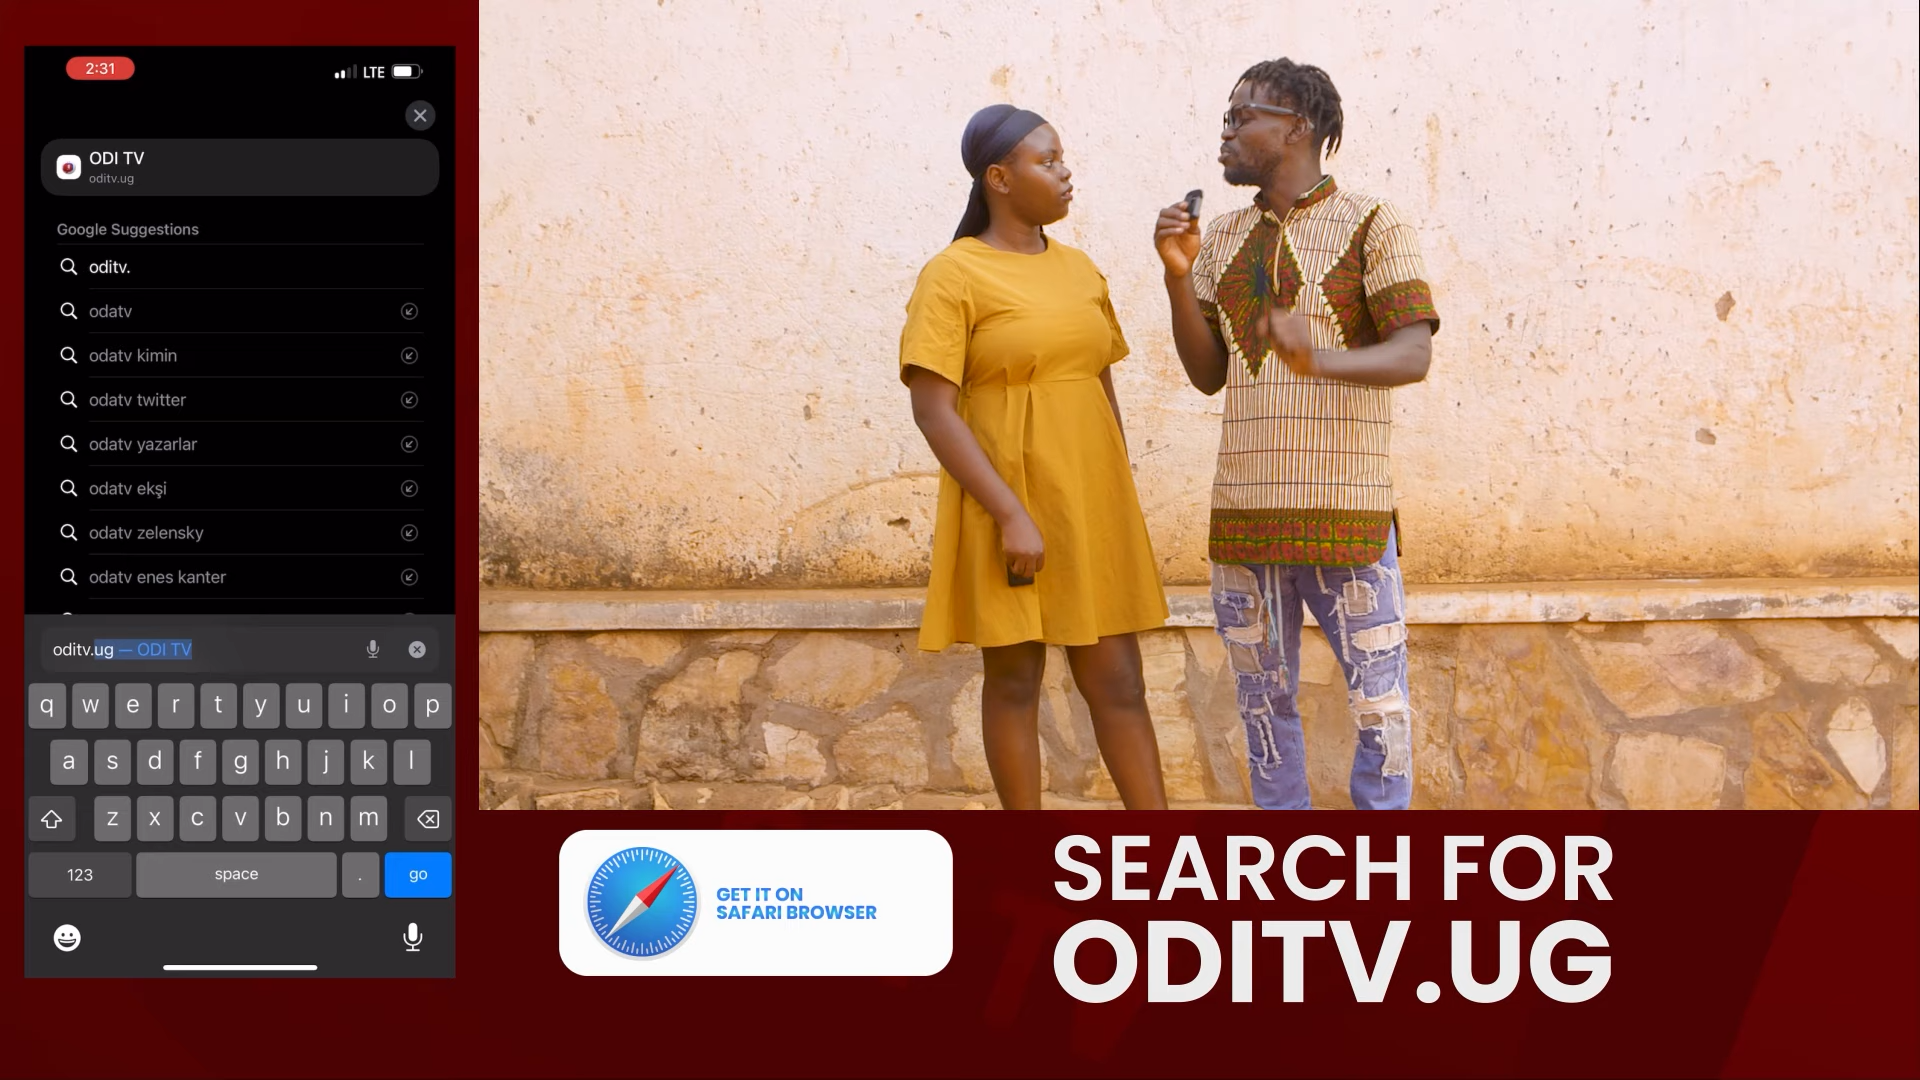 2:31
LTE
ODI TV
oditv.ug
Google Suggestions
oditv.
odatv
odatv kimin
odatv twitter
odatv yazarlar
odatv ekşi
odatv zelensky
odatv enes kanter
oditv.ug — ODI TV
q w e r t y u i o p
a s d f g h j k l
z x c v b n m
123 space . go
GET IT ON
SAFARI BROWSER
SEARCH FOR
ODITV.UG